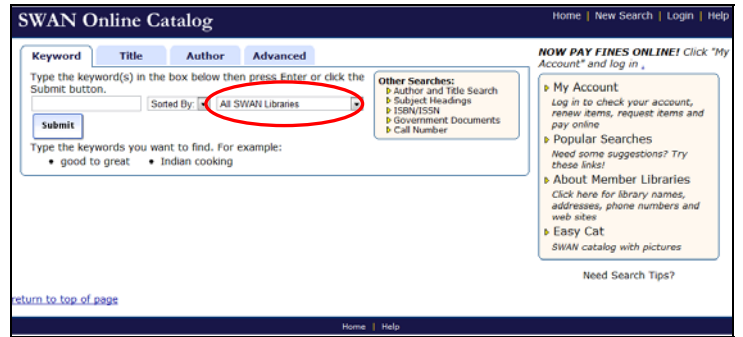 SWAN Online Catalog
Home | New Search | Login | Help
Keyword Title Author Advanced
Type the keyword(s) in the box below then press Enter or click the
Submit button.
Sorted By: All SWAN Libraries
Submit
Type the keywords you want to find. For
example:
• good to great • Indian cooking
Other Searches:
Author and Title Search
Subject Headings
ISBN/ISSN
Government Documents
Call Number
NOW PAY FINES ONLINE! Click "My
Account" and log in .
My Account
Log in to check your account,
renew items, request items and
pay online
Popular Searches
Need some suggestions? Try
these links!
About Member Libraries
Click here for library names,
addresses, phone numbers and
web sites
Easy Cat
SWAN catalog with pictures
Need Search Tips?
return to top of page
Home | Help